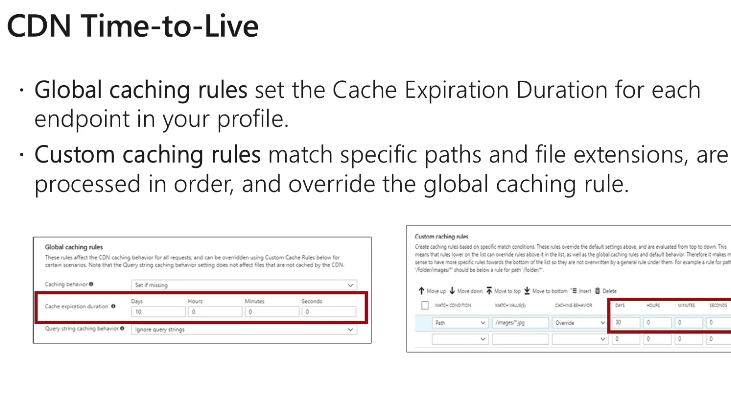 CDN Time-to-Live
· Global caching rules set the Cache Expiration Duration for each
endpoint in your profile.
· Custom caching rules match specific paths and file extensions, are
processed in order, and override the global caching rule.
Global caching rules
These rules affect the CDN caching behavior for all requests, and can be overridden using Custom Cache Rules below for
certain scenarios. Note that the Query string caching behavior setting does not affect files that are not cached by the CDN.
Caching behavior Set if missing
Days Hours Minutes Seconds
Cache expiration duration 10 0 0 0
Query string caching behavior Ignore query strings
Custom caching rules
Create caching rules based on specific match conditions. These rules override the default settings above, and are evaluated from top to down. This
means that rules lower on the list can override rules above it in the list, as well as the global caching rules and default behavior. Therefore it makes m
sense to have more specific rules towards the bottom of the list so they are not overwritten by a general rule under them. For example a rule for path
'/folder/images/*' should be below a rule for path '/folder/*'.
Move up Move down Move to top Move to bottom Insert Delete
MATCH CONDITION MATCH VALUE(S) CACHING BEHAVIOR DAYS HOURS MINUTES SECONDS
Path /images/*.jpg Override 30 0 0 0
0 0 0 0